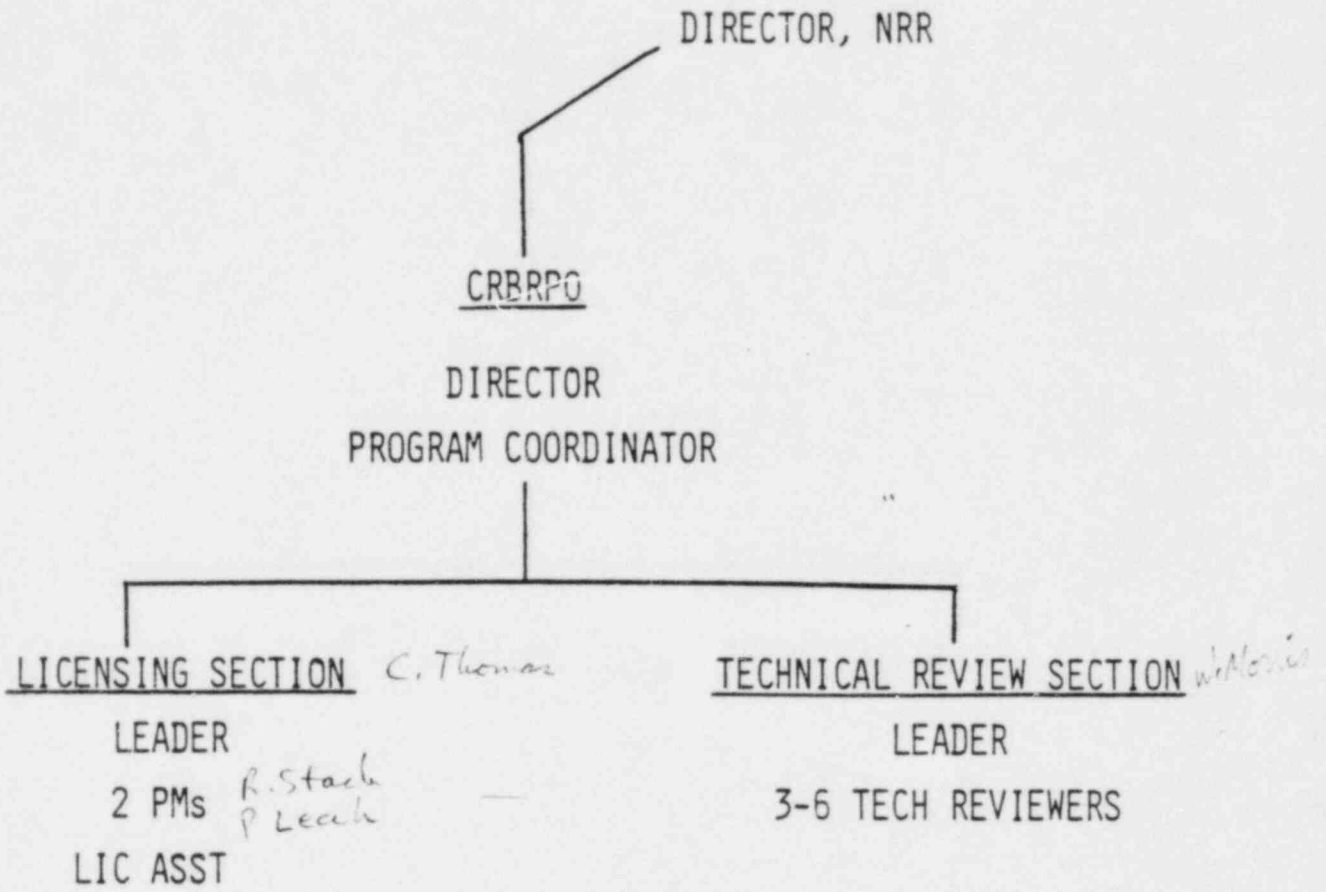 DIRECTOR, NRR
CRBRPO
DIRECTOR
PROGRAM COORDINATOR
LICENSING SECTION C. Thomas
TECHNICAL REVIEW SECTION
LEADER
2 PMs R. Stark
P Leech
LIC ASST
LEADER
3-6 TECH REVIEWERS